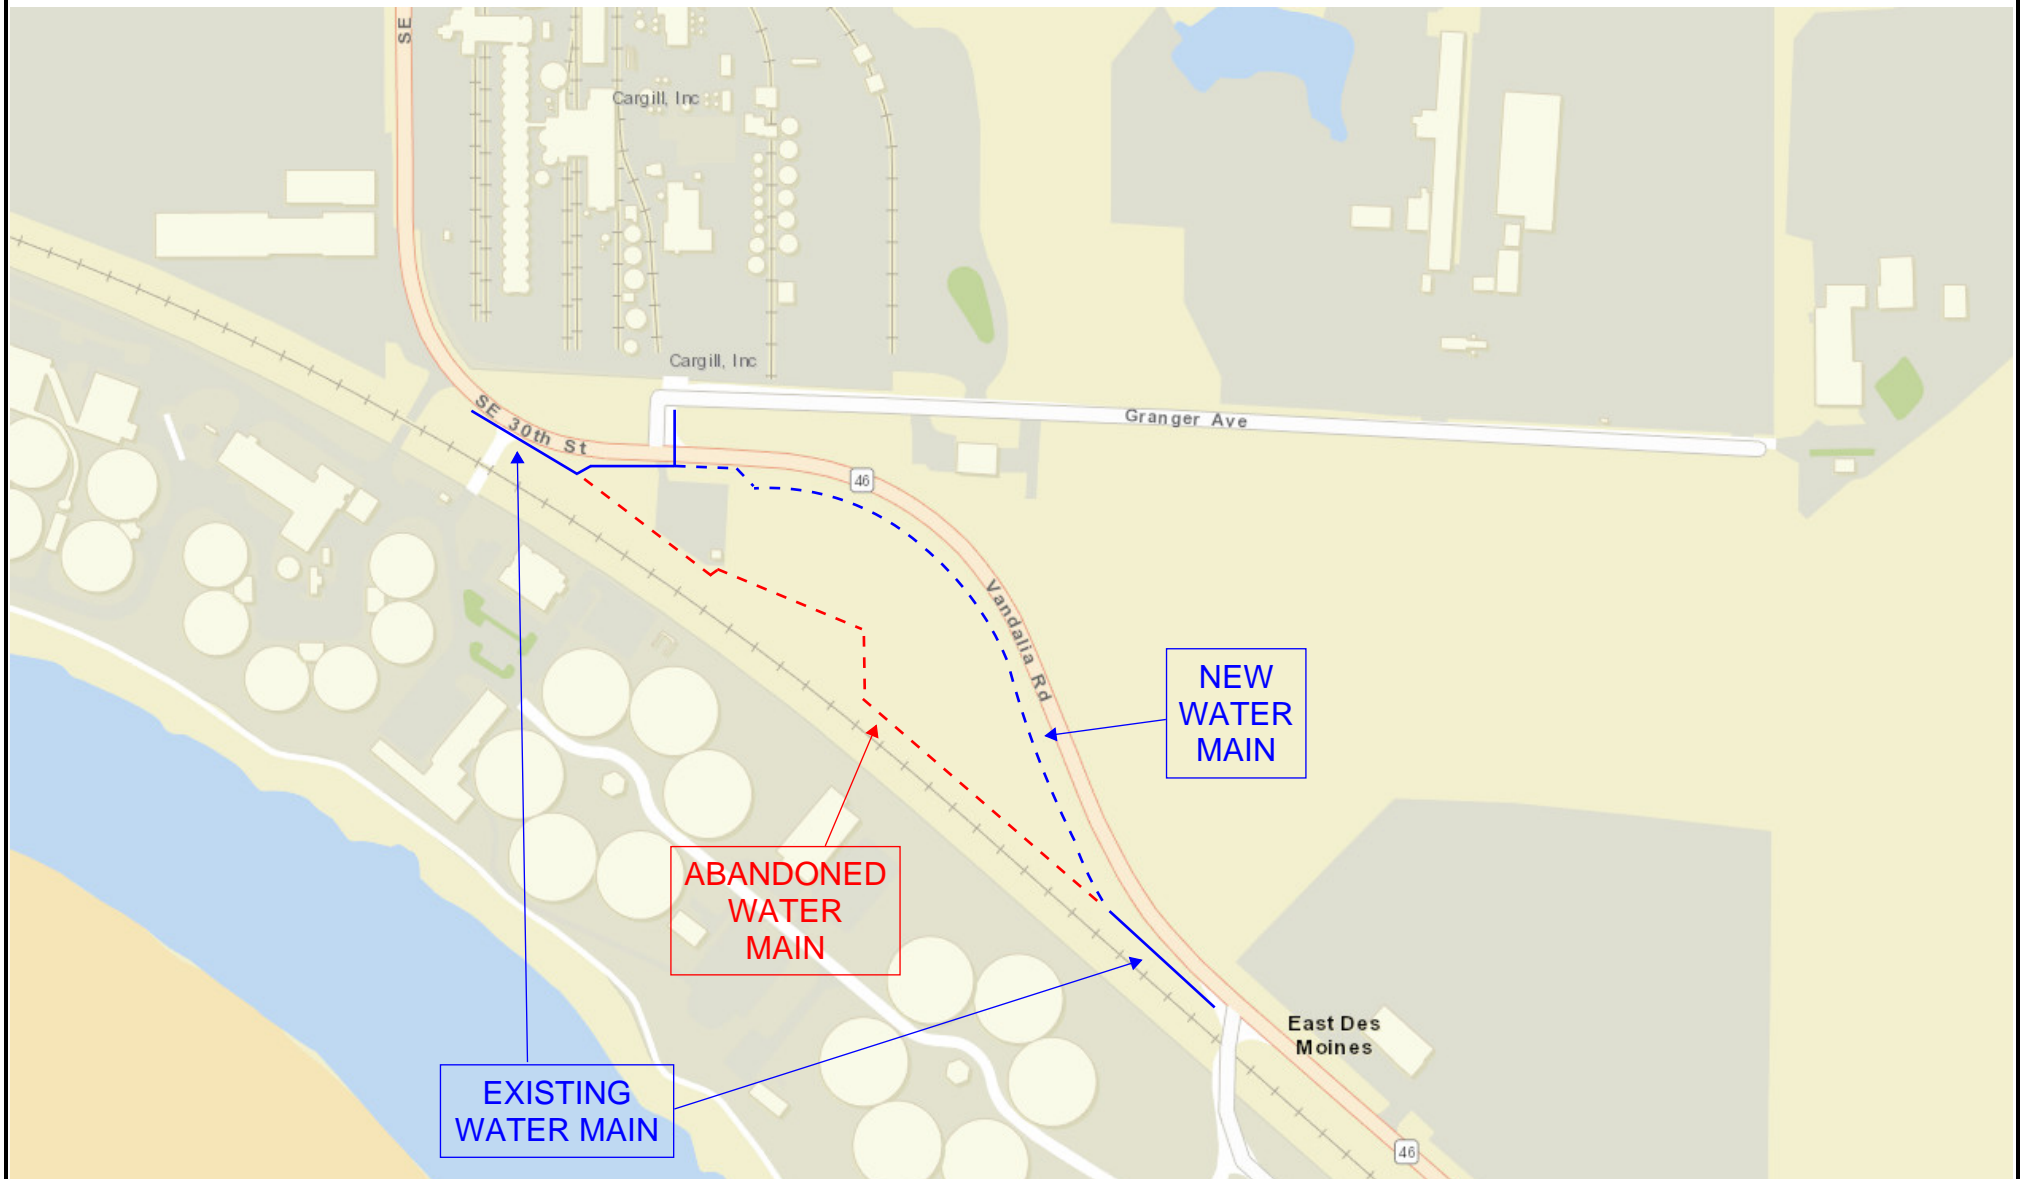 SE
Cargill, Inc
Cargill, Inc
Granger Ave
SE 30th St
46
Vandalia Rd
NEW
WATER
MAIN
ABANDONED
WATER
MAIN
East Des
Moines
EXISTING
WATER MAIN
46